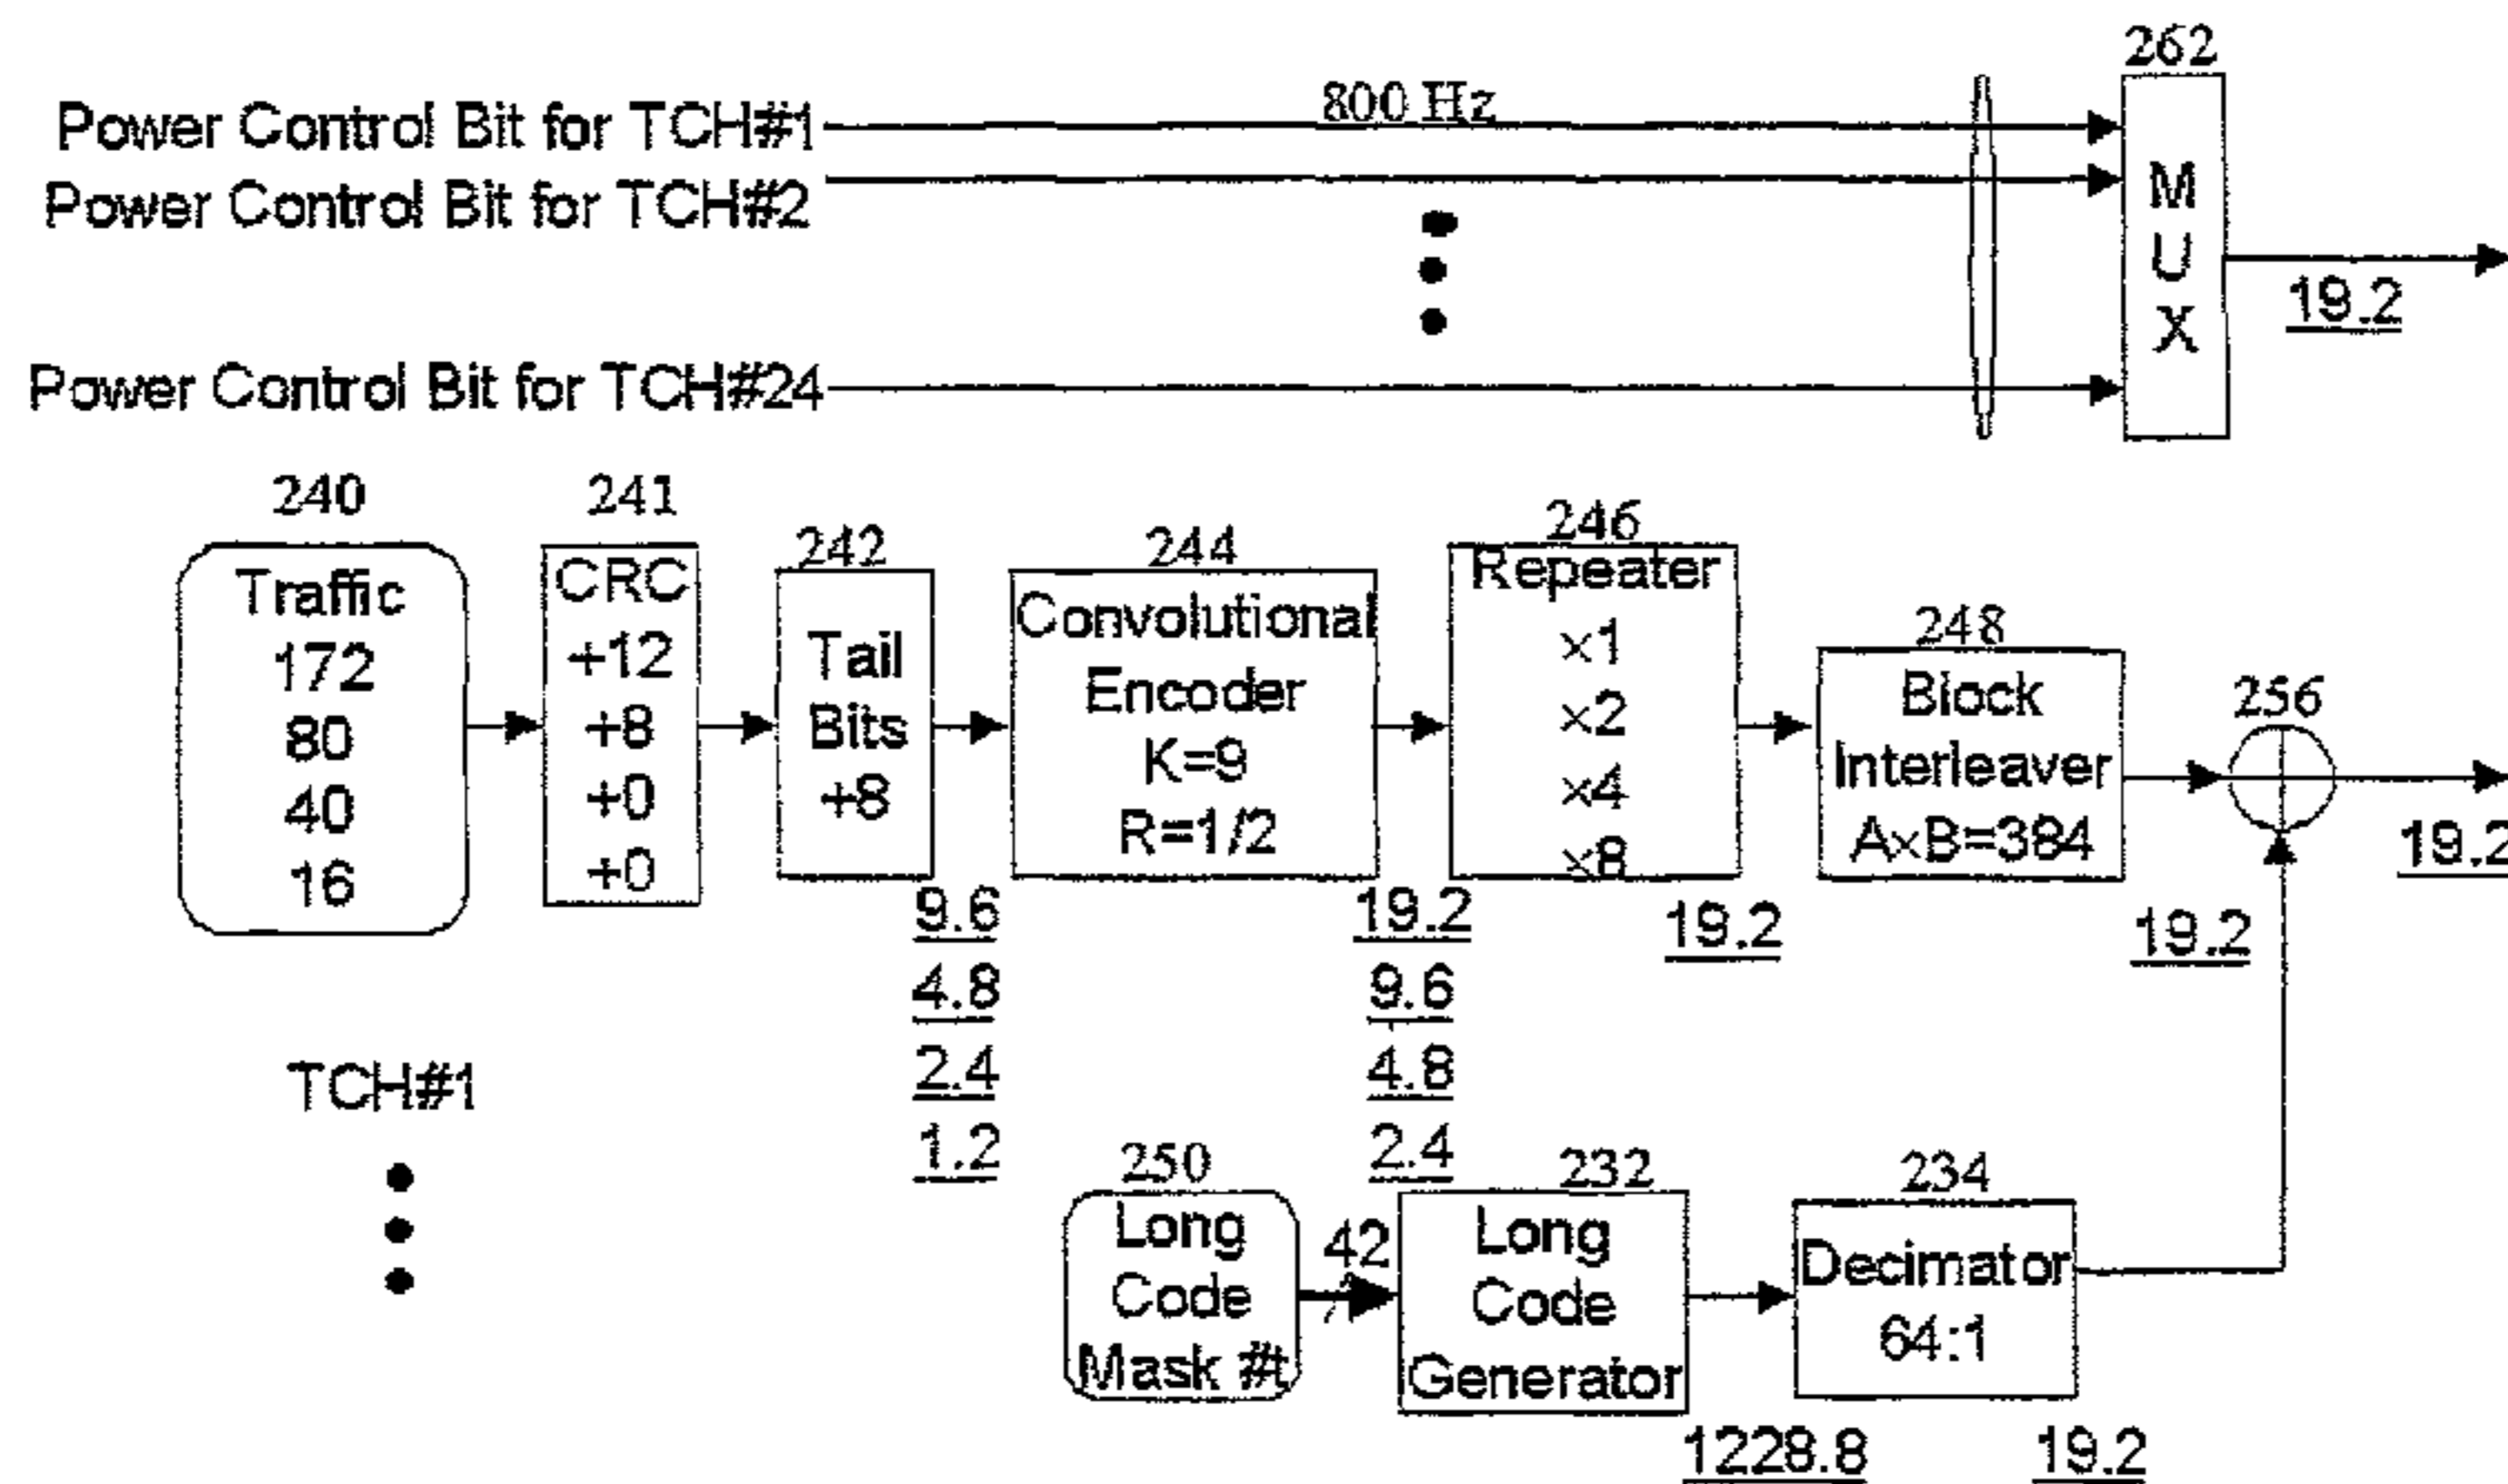 262
800 Hz
Power Control Bit for TCH#1
Power Control Bit for TCH#2
Power Control Bit for TCH#24
M
U
X
19.2
240
Traffic
172
80
40
16
241
CRC
+12
+8
+0
+0
242
Tail
Bits
+8
9.6
4.8
2.4
1.2
244
Convolutional
Encoder
K=9
R=1/2
19.2
9.6
4.8
2.4
246
Repeater
×1
×2
×4
×8
19.2
248
Block
Interleaver
A×B=384
19.2
256
19.2
TCH#1
250
Long
Code
Mask #t
42
232
Long
Code
Generator
1228.8
234
Decimator
64:1
19.2